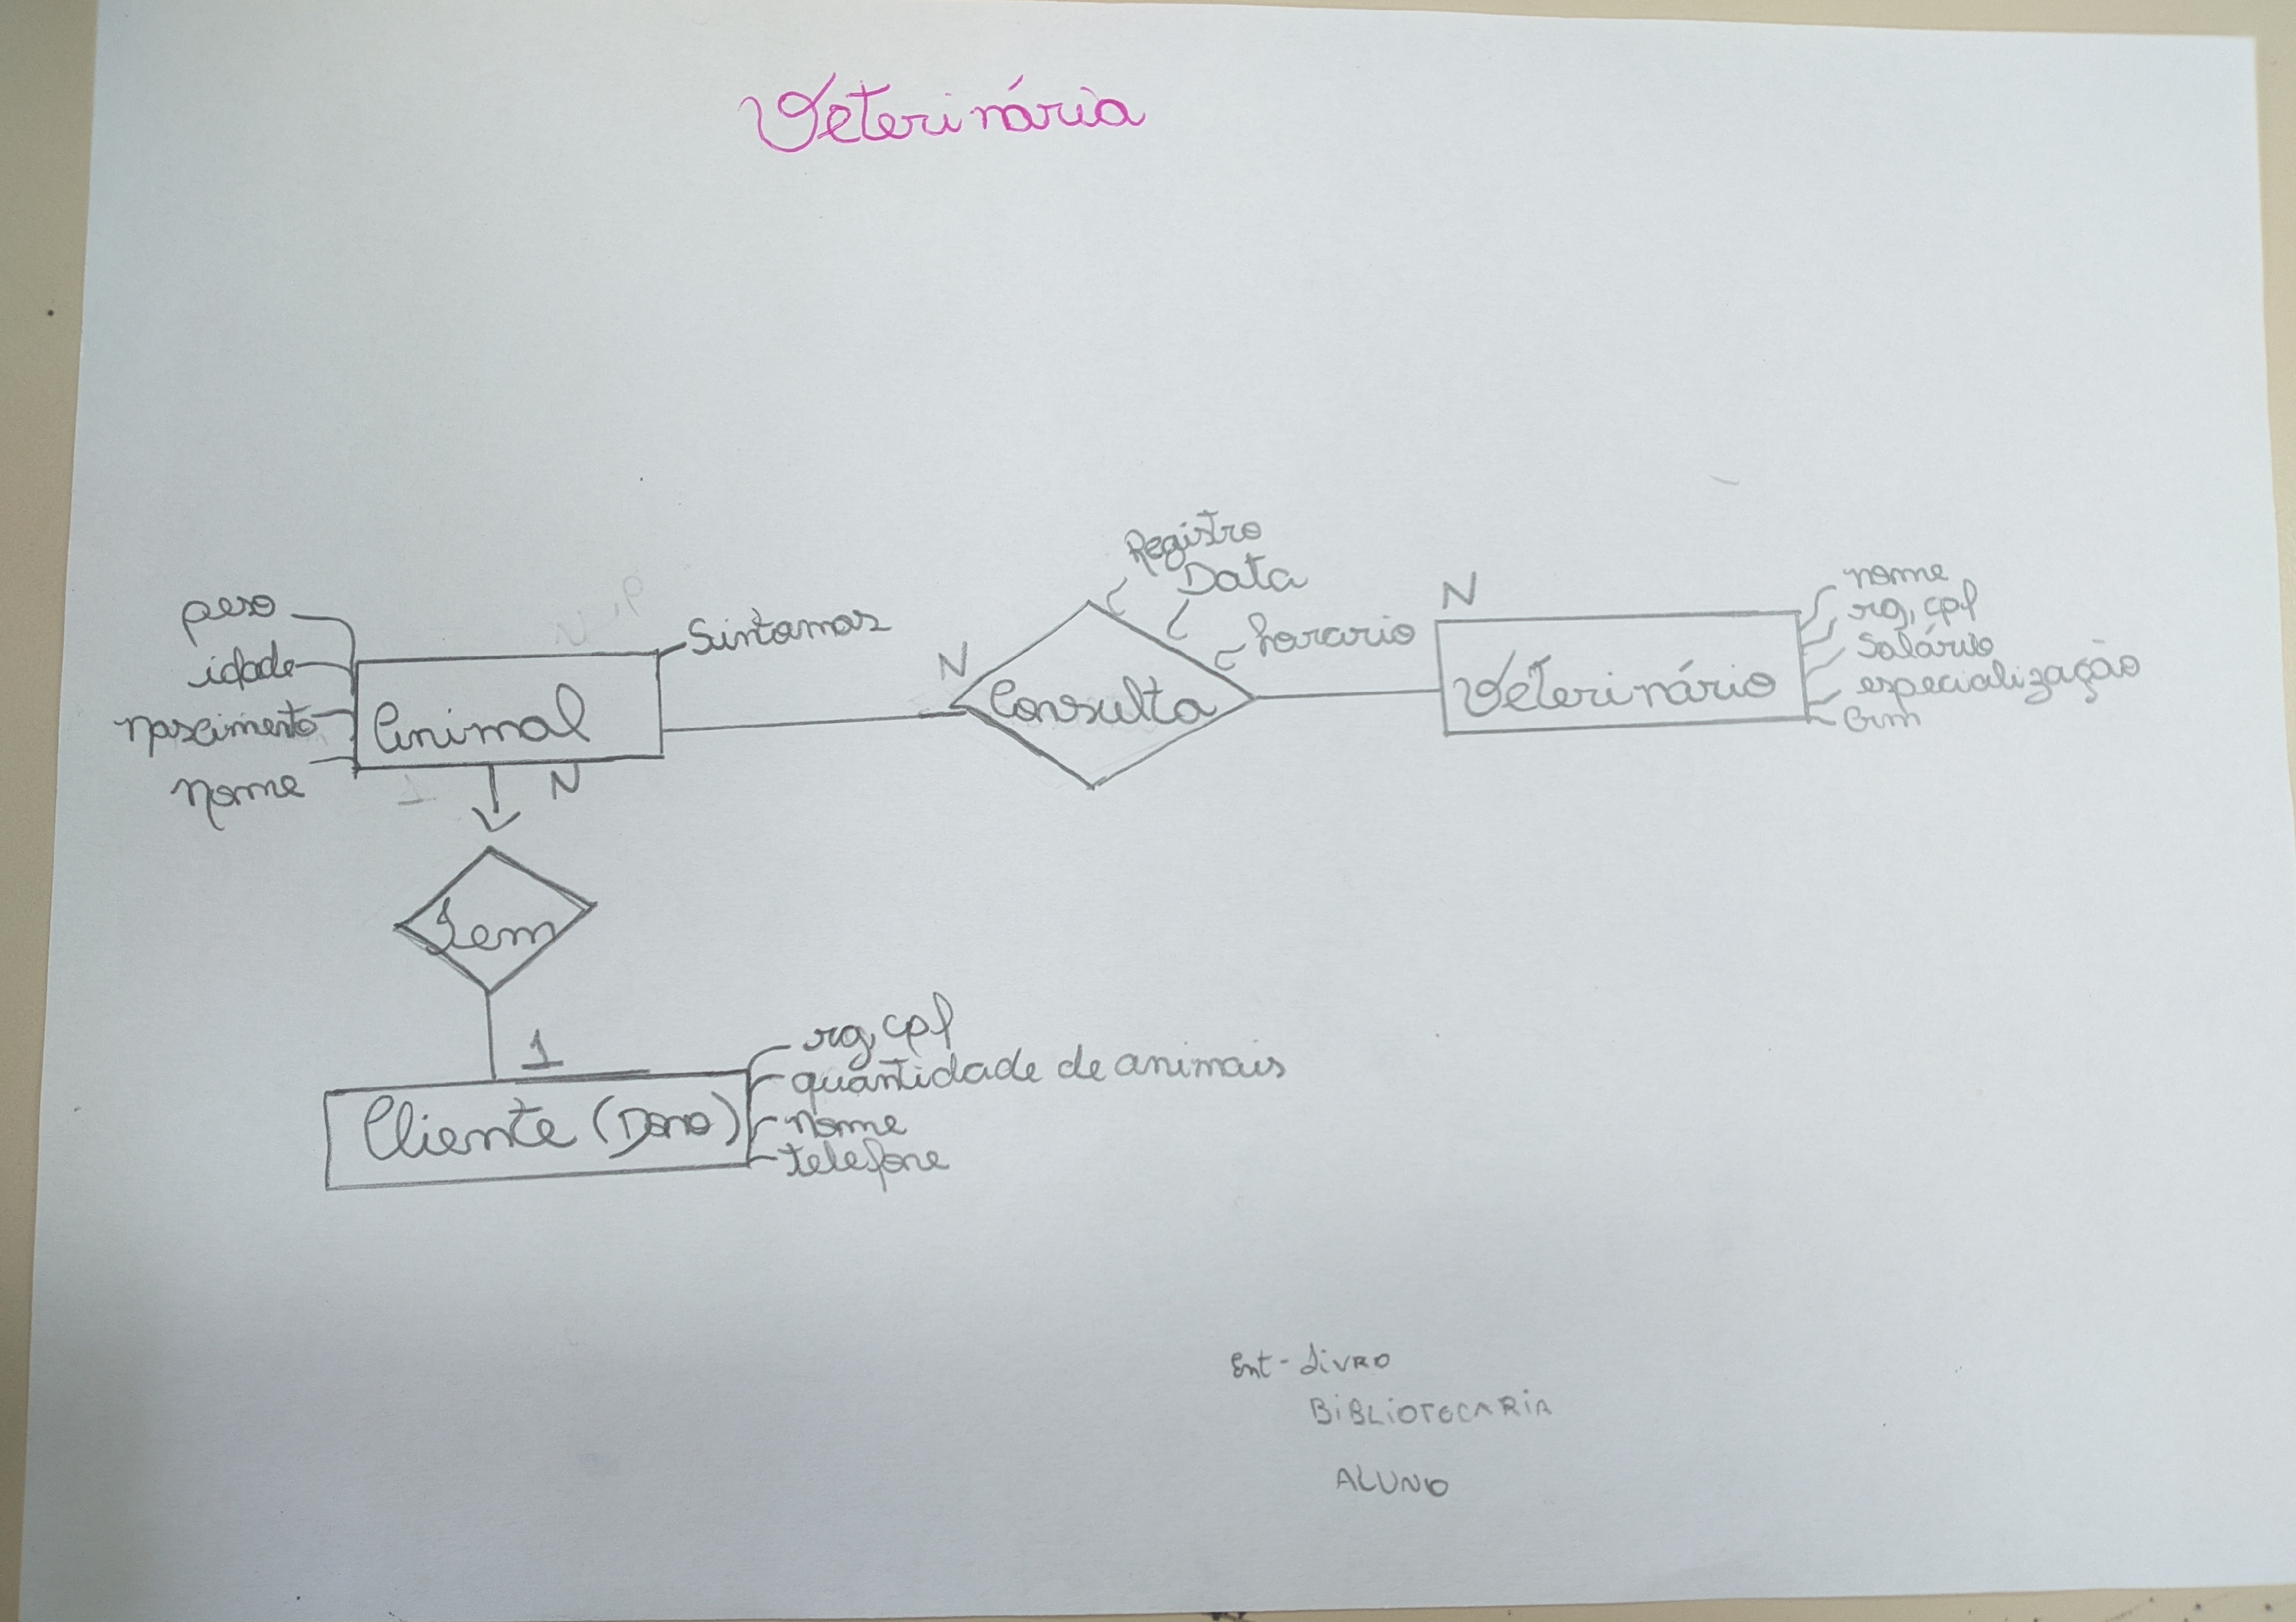 Veterinária
Registro
Data
horario
peso
idade
nascimento
nome
Sintomas
Animal
N
N
Consulta
N
Veterinário
nome
rg, cpf
Salário
especialização
Crm
Tem
1
Cliente (Dono)
rg, cpf
quantidade de animais
nome
telefone
Ent - Livro
BiBLiOTECARiA
ALUNO